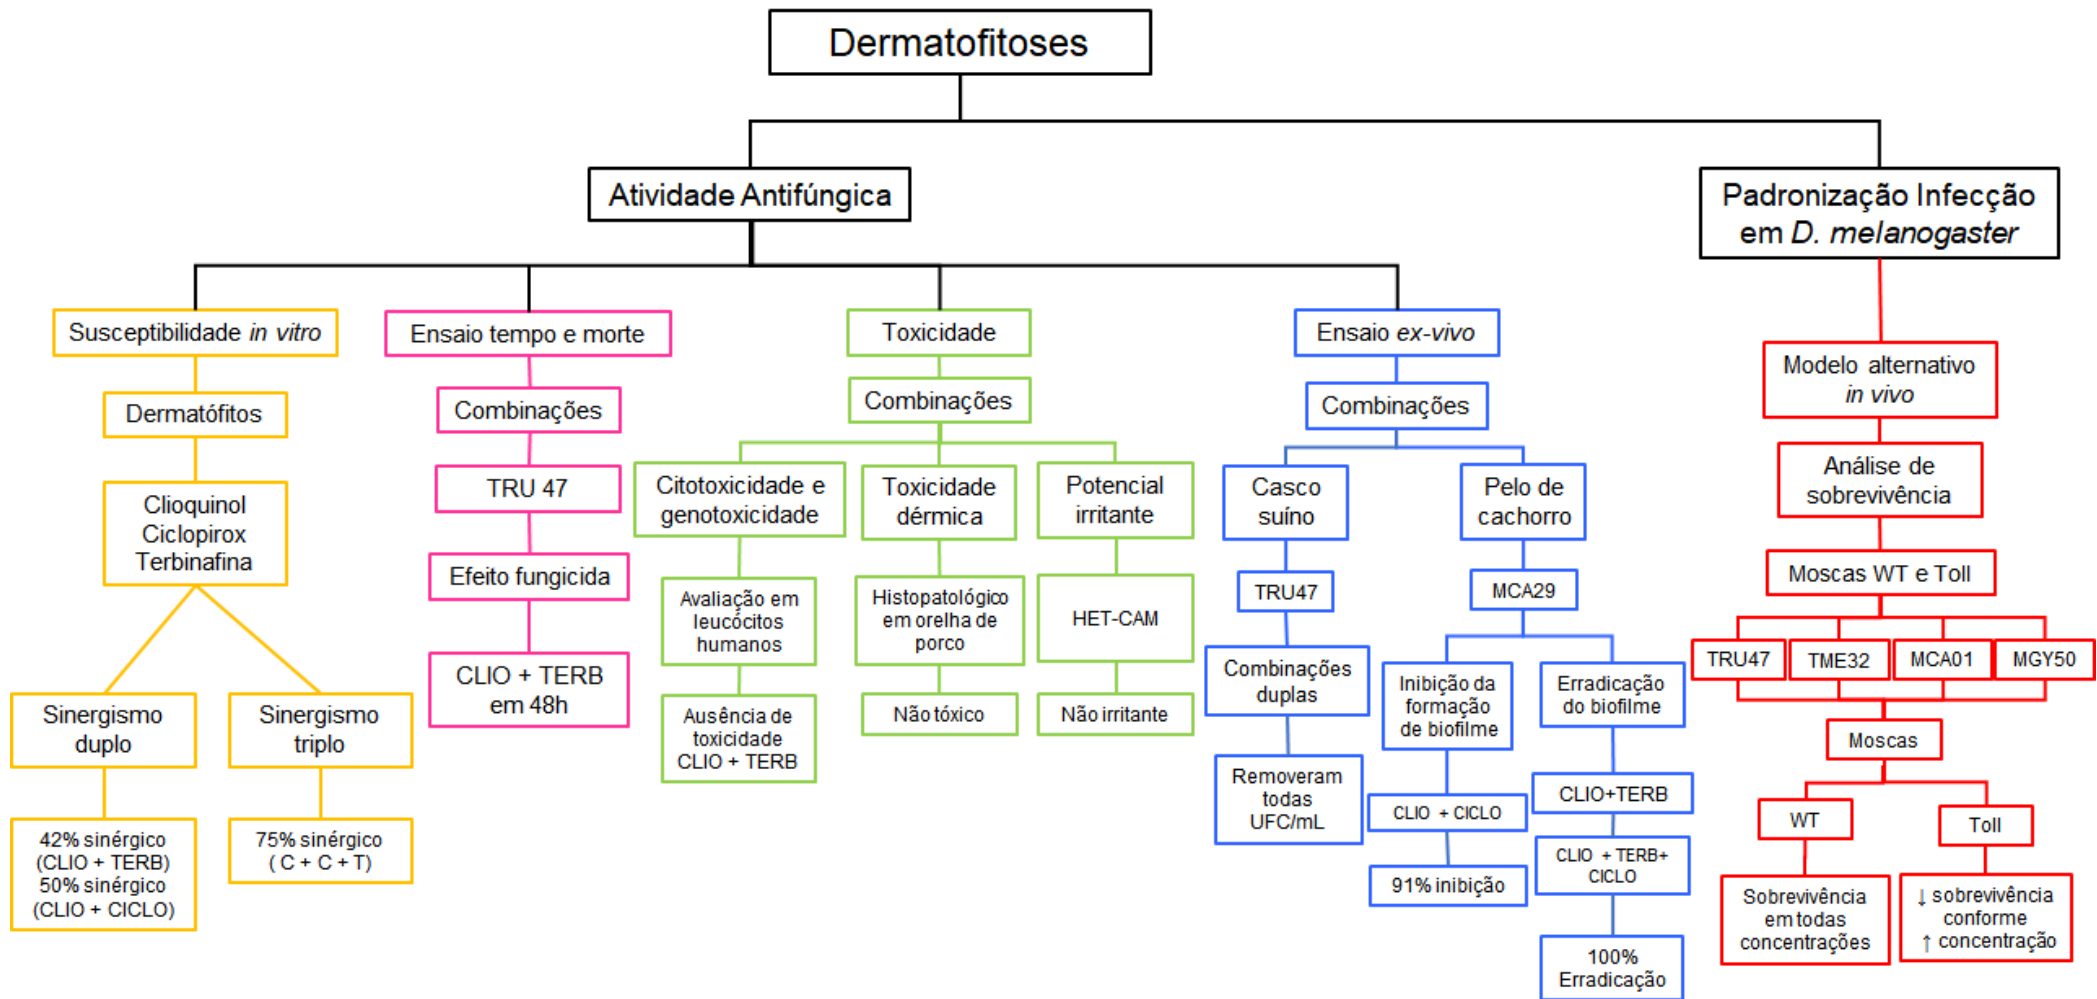 Dermatofitoses
Atividade Antifúngica
Padronização Infecção
em D. melanogaster
Susceptibilidade in vitro
Dermatófitos
Clioquinol
Ciclopirox
Terbinafina
Sinergismo
duplo
42% sinérgico
(CLIO + TERB)
50% sinérgico
(CLIO + CICLO)
Sinergismo
triplo
75% sinérgico
( C + C + T)
Ensaio tempo e morte
Combinações
TRU 47
Efeito fungicida
CLIO + TERB
em 48h
Toxicidade
Combinações
Citotoxicidade e
genotoxicidade
Avaliação em
leucócitos
humanos
Ausência de
toxicidade
CLIO + TERB
Toxicidade
dérmica
Histopatológico
em orelha de
porco
Não tóxico
Potencial
irritante
HET-CAM
Não irritante
Ensaio ex-vivo
Combinações
Casco
suíno
TRU47
Combinações
duplas
Removeram
todas
UFC/mL
Pelo de
cachorro
MCA29
Inibição da
formação
de biofilme
CLIO + CICLO
91% inibição
Erradicação
do biofilme
CLIO+TERB
CLIO + TERB+
CICLO
100%
Erradicação
Modelo alternativo
in vivo
Análise de
sobrevivência
Moscas WT e Toll
TRU47
TME32
MCA01
MGY50
Moscas
WT
Sobrevivência
em todas
concentrações
Toll
↓ sobrevivência
conforme
↑ concentração